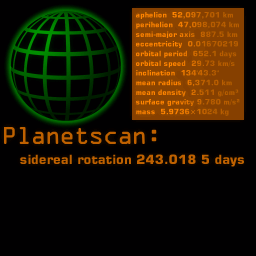 aphelion 52,097,701 km
perihelion 47,098,074 km
semi-major axis 887.5 km
eccentricity 0.01670219
orbital period 652.1 days
orbital speed 29.73 km/s
inclination 13443.3°
mean radius 6,371.0 km
mean density 2.511 g/cm³
surface gravity 9.780 m/s²
mass 5.9736×1024 kg
Planetscan:
sidereal rotation 243.018 5 days